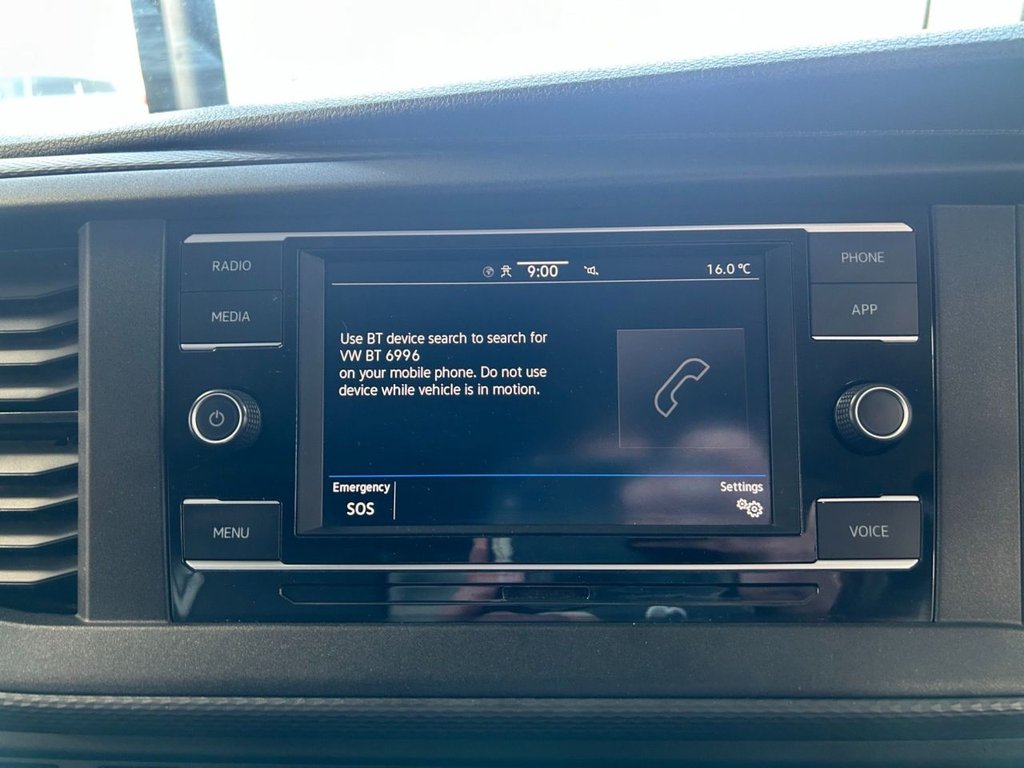 RADIO
MEDIA
MENU
9:00
16.0 °C
Use BT device search to search for
VW BT 6996
on your mobile phone. Do not use
device while vehicle is in motion.
Emergency
SOS
Settings
PHONE
APP
VOICE